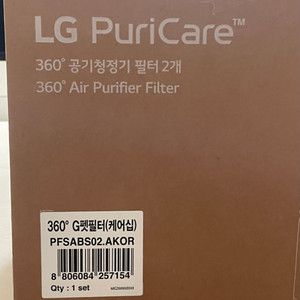 LG PuriCare™
360° 공기청정기 필터 2개
360° Air Purifier Filter
360° G펫필터(케어십)
PFSABS02.AKOR
8 806084 257154
Qty : 1 set